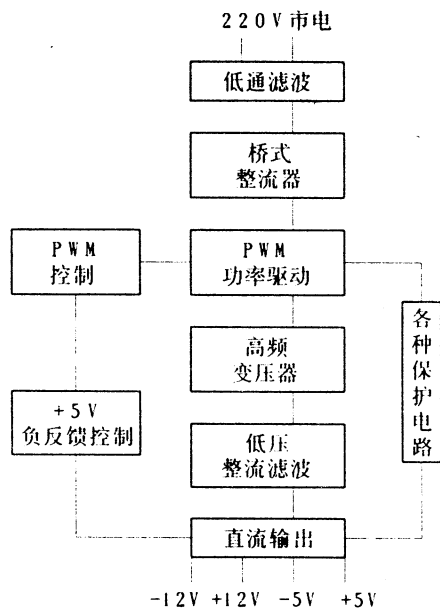 220V市电
低通滤波
桥式
整流器
PWM
控制
PWM
功率驱动
各种保护电路
高频
变压器
+5V
负反馈控制
低压
整流滤波
直流输出
-12V +12V -5V +5V